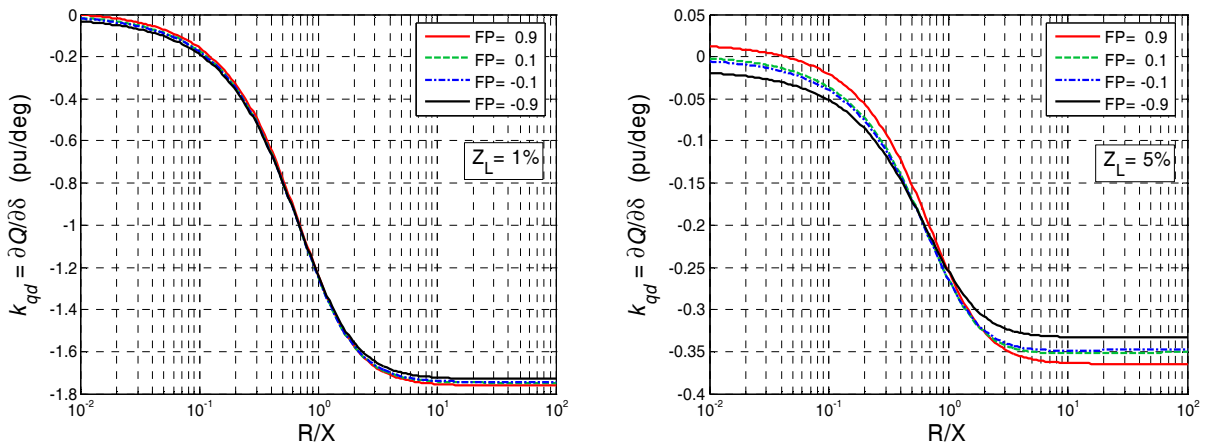 0
-0.2
-0.4
-0.6
-0.8
-1
-1.2
-1.4
-1.6
-1.8
k_qd = ∂Q/∂δ (pu/deg)
10^-2
10^-1
10^0
10^1
10^2
R/X
FP= 0.9
FP= 0.1
FP= -0.1
FP= -0.9
Z_L = 1%
0.05
0
-0.05
-0.1
-0.15
-0.2
-0.25
-0.3
-0.35
-0.4
k_qd = ∂Q/∂δ (pu/deg)
10^-2
10^-1
10^0
10^1
10^2
R/X
FP= 0.9
FP= 0.1
FP= -0.1
FP= -0.9
Z_L = 5%